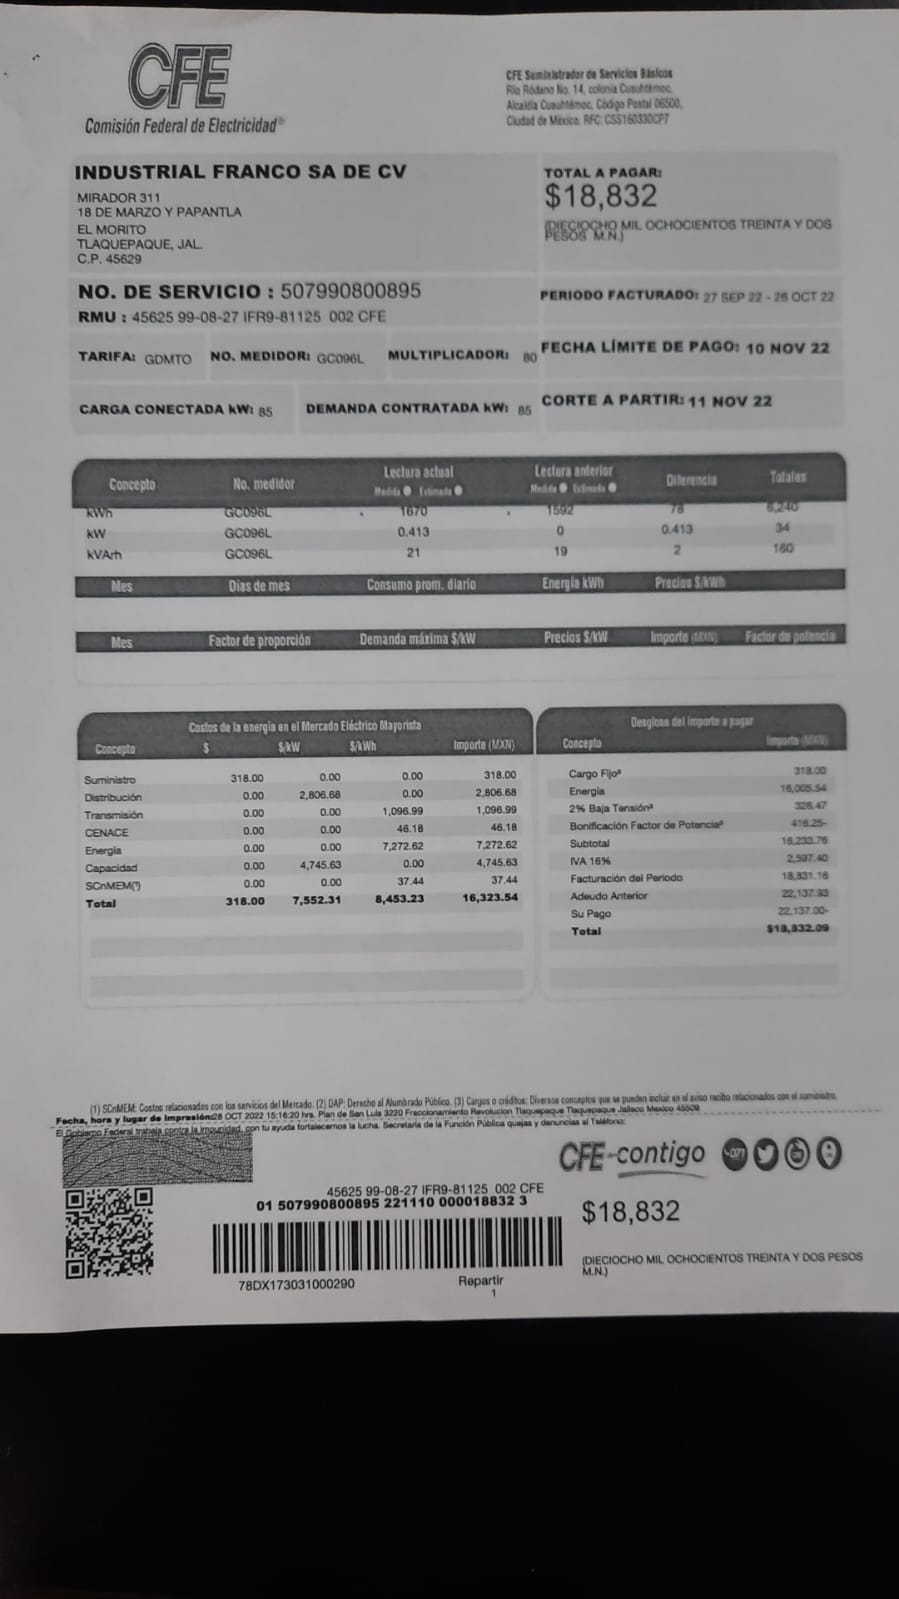 CFE
Comisión Federal de Electricidad®
CFE Suministrador de Servicios Básicos
Río Ródano No. 14, colonia Cuauhtémoc,
Alcaldía Cuauhtémoc, Código Postal 06500,
Ciudad de México. RFC: CSS160330CP7
INDUSTRIAL FRANCO SA DE CV
MIRADOR 311
18 DE MARZO Y PAPANTLA
EL MORITO
TLAQUEPAQUE, JAL.
C.P. 45629
TOTAL A PAGAR:
$18,832
(DIECIOCHO MIL OCHOCIENTOS TREINTA Y DOS
PESOS M.N.)
NO. DE SERVICIO : 507990800895
RMU : 45625 99-08-27 IFR9-81125 002 CFE
PERIODO FACTURADO: 27 SEP 22 - 26 OCT 22
TARIFA: GDMTO NO. MEDIDOR: GC096L MULTIPLICADOR: 80
FECHA LÍMITE DE PAGO: 10 NOV 22
CARGA CONECTADA kW: 85 DEMANDA CONTRATADA kW: 85
CORTE A PARTIR: 11 NOV 22
Concepto No. medidor Lectura actual Lectura anterior Diferencia Totales
Medida Estimada Medida Estimada
kWh GC096L 1670 1592 78 6,240
kW GC096L 0.413 0 0.413 34
kVArh GC096L 21 19 2 160
Mes Días de mes Consumo prom. diario Energía kWh Precios $/kWh
Mes Factor de proporción Demanda máxima $/kW Precios $/kW Importe (MXN) Factor de potencia
Costos de la energía en el Mercado Eléctrico Mayorista
Concepto $ $/kW $/kWh Importe (MXN)
Suministro 318.00 0.00 0.00 318.00
Distribución 0.00 2,806.68 0.00 2,806.68
Transmisión 0.00 0.00 1,096.99 1,096.99
CENACE 0.00 0.00 46.18 46.18
Energía 0.00 0.00 7,272.62 7,272.62
Capacidad 0.00 4,745.63 0.00 4,745.63
SCnMEM(¹) 0.00 0.00 37.44 37.44
Total 318.00 7,552.31 8,453.23 16,323.54
Desglose del importe a pagar
Concepto Importe (MXN)
Cargo Fijo³ 318.00
Energía 16,005.54
2% Baja Tensión³ 326.47
Bonificación Factor de Potencia³ 416.25-
Subtotal 16,233.76
IVA 16% 2,597.40
Facturación del Periodo 18,831.16
Adeudo Anterior 22,137.93
Su Pago 22,137.00-
Total $18,832.09
(1) SCnMEM: Costos relacionados con los servicios del Mercado. (2) DAP: Derecho al Alumbrado Público. (3) Cargos o créditos: Diversos conceptos que se pueden incluir en el aviso recibo relacionados con el suministro.
Fecha, hora y lugar de Impresión:26 OCT 2022 15:16:20 hrs. Plan de San Luis 3220 Fraccionamiento Revolucion Tlaquepaque Tlaquepaque Jalisco Mexico 45509
El Gobierno Federal trabaja contra la impunidad, con tu ayuda fortalecemos la lucha. Secretaría de la Función Pública quejas y denuncias al Teléfono:
CFE-contigo 071
45625 99-08-27 IFR9-81125 002 CFE
01 507990800895 221110 000018832 3
$18,832
(DIECIOCHO MIL OCHOCIENTOS TREINTA Y DOS PESOS
M.N.)
78DX173031000290
Repartir
1